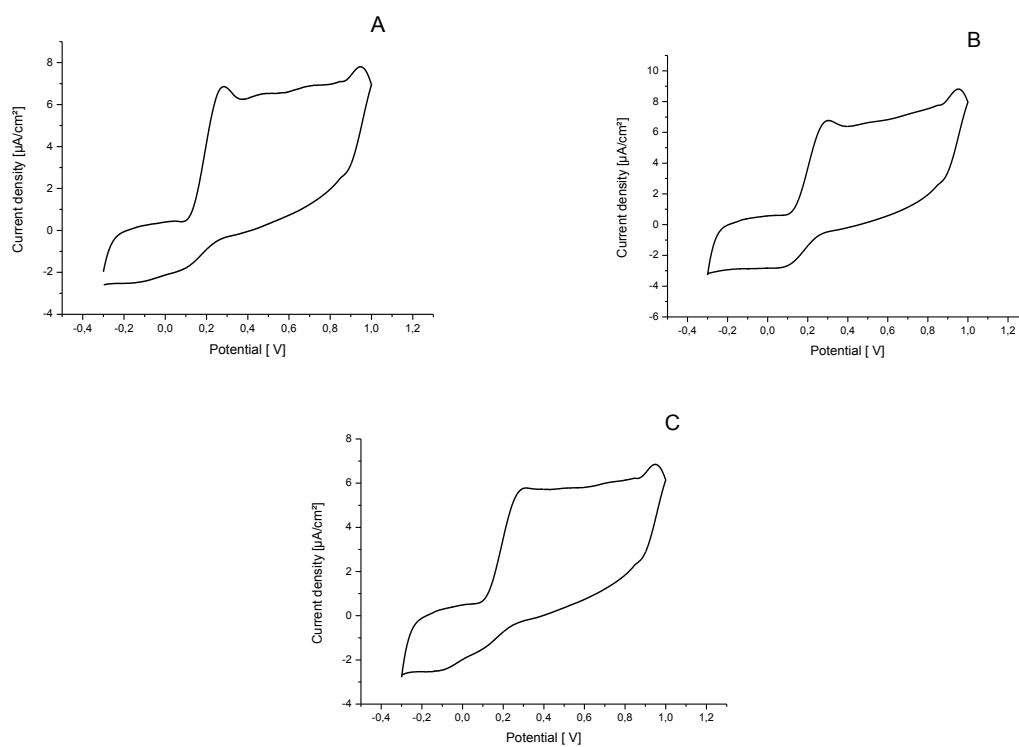 A
8
6
4
2
0
-2
-4
Current density [µA/cm²]
-0,4 -0,2 0,0 0,2 0,4 0,6 0,8 1,0 1,2
Potential [ V]
B
10
8
6
4
2
0
-2
-4
-6
Current density [µA/cm²]
-0,4 -0,2 0,0 0,2 0,4 0,6 0,8 1,0 1,2
Potential [ V]
C
8
6
4
2
0
-2
-4
Current density [µA/cm²]
-0,4 -0,2 0,0 0,2 0,4 0,6 0,8 1,0 1,2
Potential [ V]